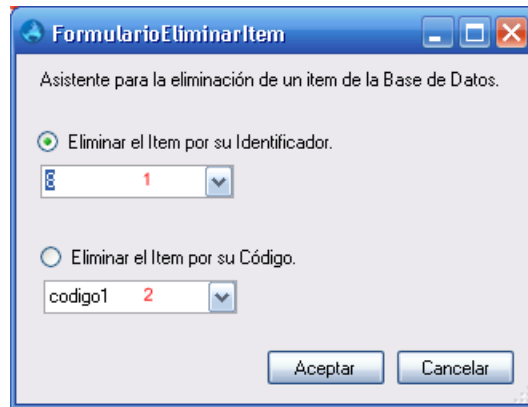 FormularioEliminarItem
Asistente para la eliminación de un item de la Base de Datos.
Eliminar el Item por su Identificador.
8 1
Eliminar el Item por su Código.
codigo1 2
Aceptar Cancelar